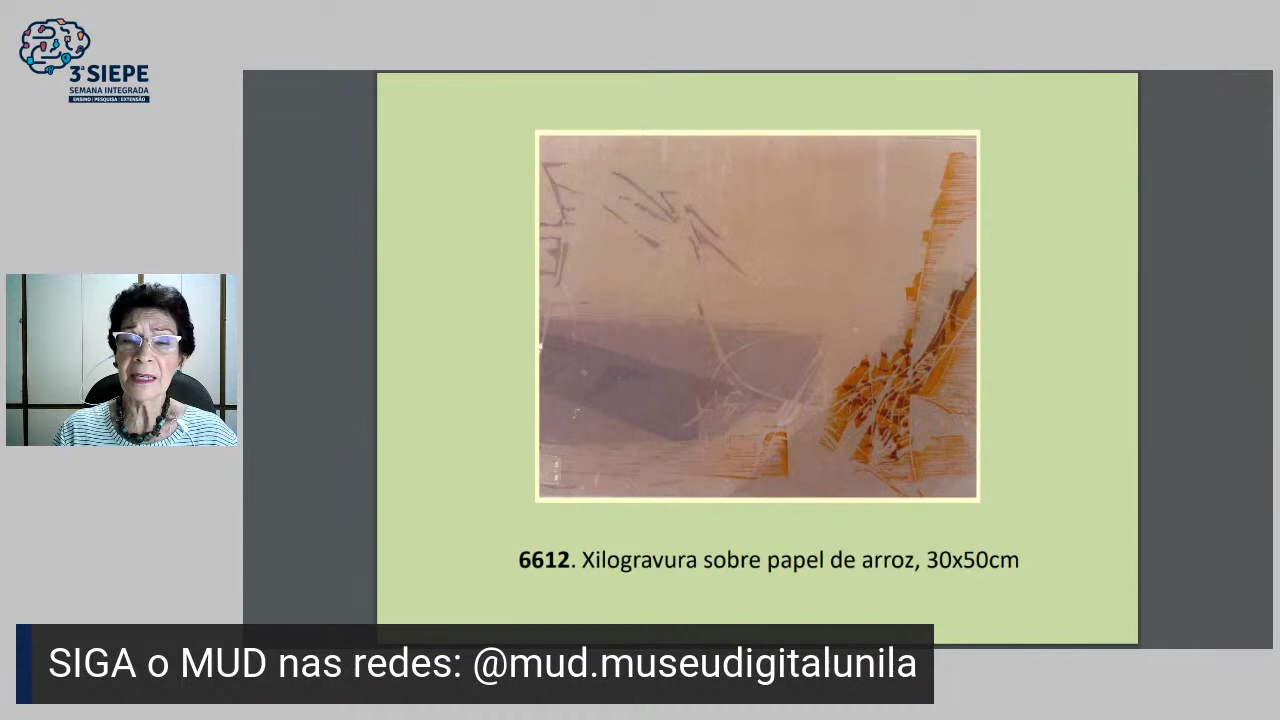 3ª SIEPE
SEMANA INTEGRADA
ENSINO | PESQUISA | EXTENSÃO
6612. Xilogravura sobre papel de arroz, 30x50cm
SIGA o MUD nas redes: @mud.museudigitalunila